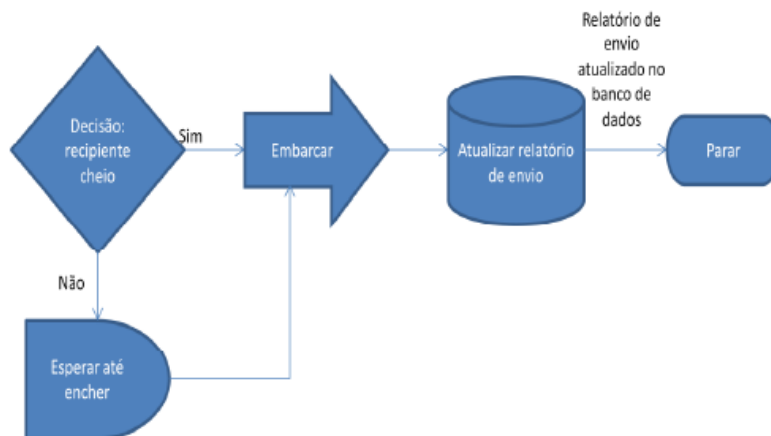 Decisão:
recipiente
cheio
Sim
Embarcar
Atualizar relatório
de envio
Relatório de
envio
atualizado no
banco de
dados
Parar
Não
Esperar até
encher